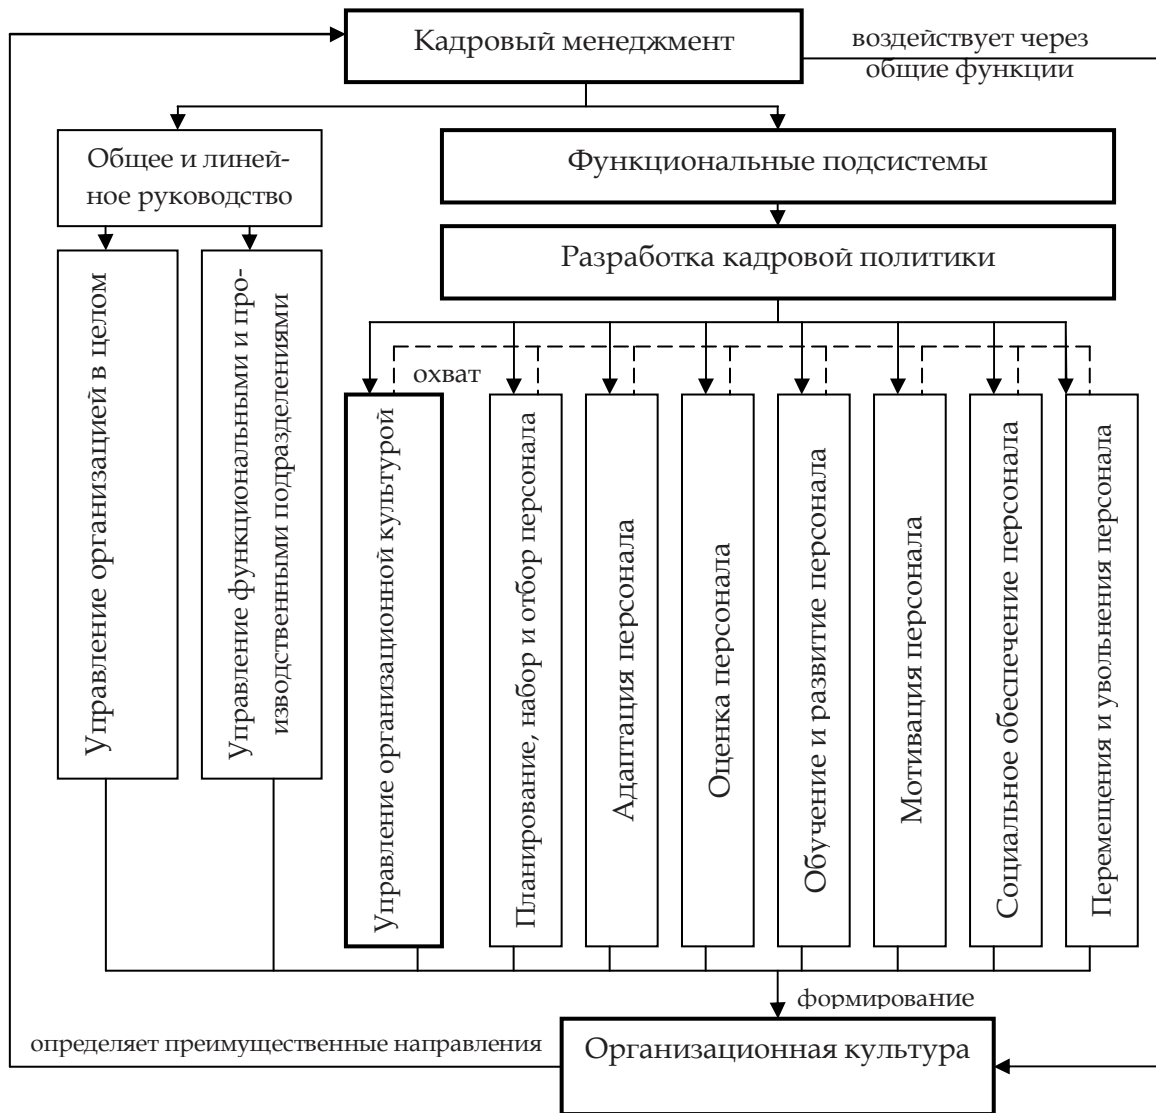 Кадровый менеджмент
воздействует через
общие функции
Общее и линей-
ное руководство
Функциональные подсистемы
Разработка кадровой политики
охват
Управление организацией в целом
Управление функциональными и про-
изводственными подразделениями
Управление организационной культурой
Планирование, набор и отбор персонала
Адаптация персонала
Оценка персонала
Обучение и развитие персонала
Мотивация персонала
Социальное обеспечение персонала
Перемещения и увольнения персонала
формирование
определяет преимущественные направления
Организационная культура